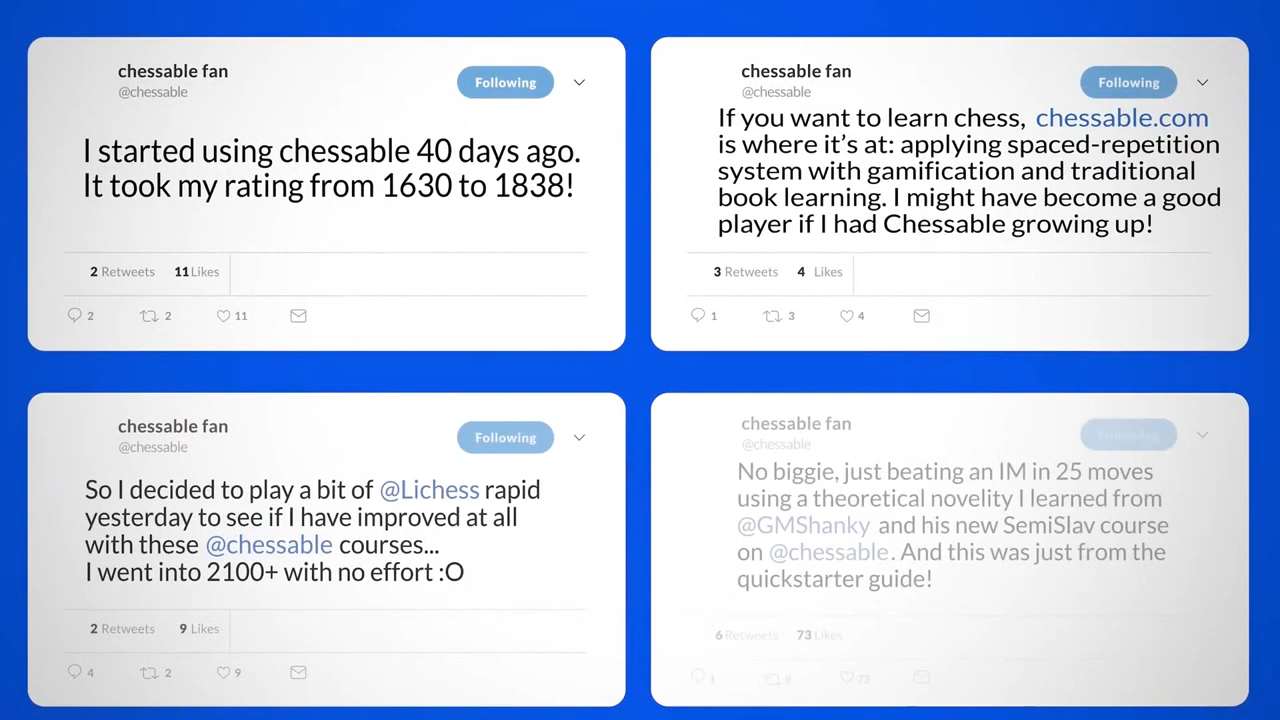 chessable fan
@chessable
Following
I started using chessable 40 days ago.
It took my rating from 1630 to 1838!
2 Retweets 11 Likes
2 2 11
chessable fan
@chessable
Following
If you want to learn chess, chessable.com
is where it’s at: applying spaced-repetition
system with gamification and traditional
book learning. I might have become a good
player if I had Chessable growing up!
3 Retweets 4 Likes
1 3 4
chessable fan
@chessable
Following
So I decided to play a bit of @Lichess rapid
yesterday to see if I have improved at all
with these @chessable courses...
I went into 2100+ with no effort :O
2 Retweets 9 Likes
4 2 9
chessable fan
@chessable
Following
No biggie, just beating an IM in 25 moves
using a theoretical novelity I learned from
@GMShanky and his new SemiSlav course
on @chessable. And this was just from the
quickstarter guide!
6 Retweets 73 Likes
73